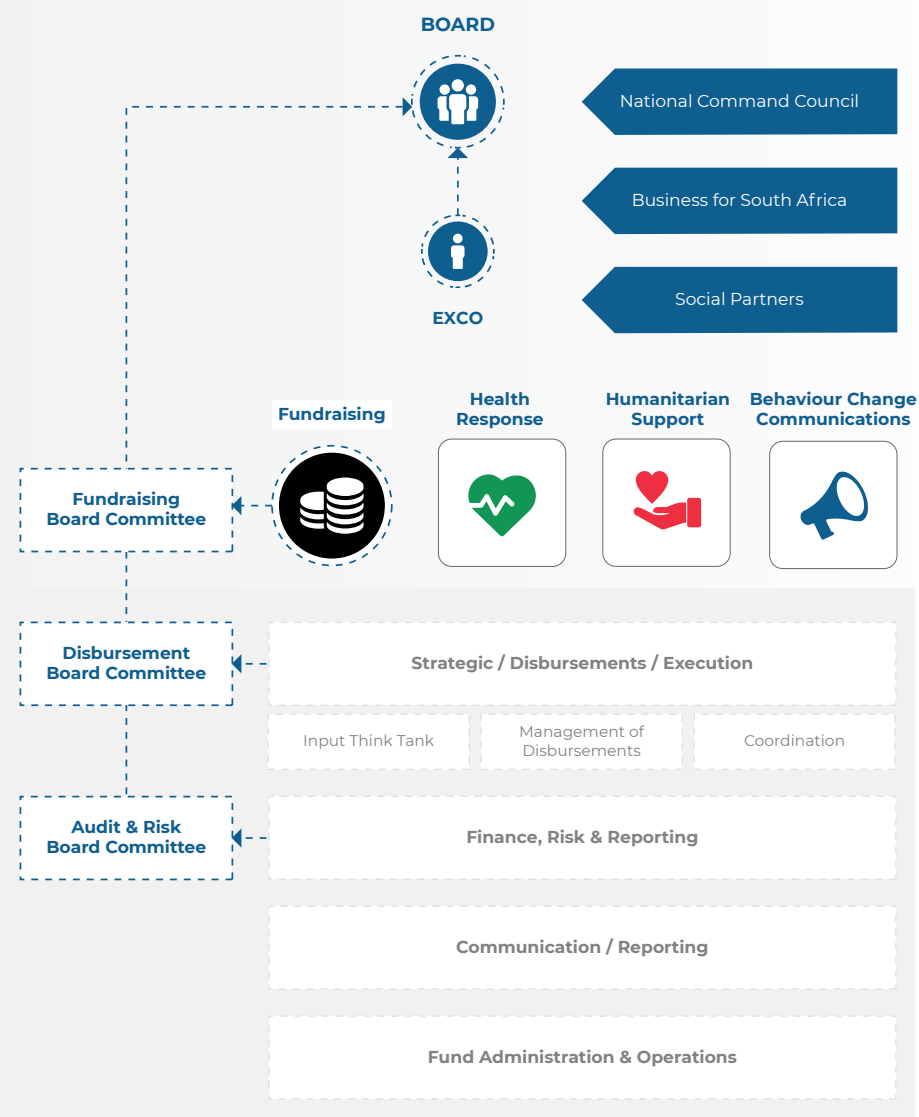 BOARD
National Command Council
Business for South Africa
Social Partners
EXCO
Fundraising
Health
Response
Humanitarian
Support
Behaviour Change
Communications
Fundraising
Board Committee
Disbursement
Board Committee
Strategic / Disbursements / Execution
Input Think Tank
Management of
Disbursements
Coordination
Audit & Risk
Board Committee
Finance, Risk & Reporting
Communication / Reporting
Fund Administration & Operations